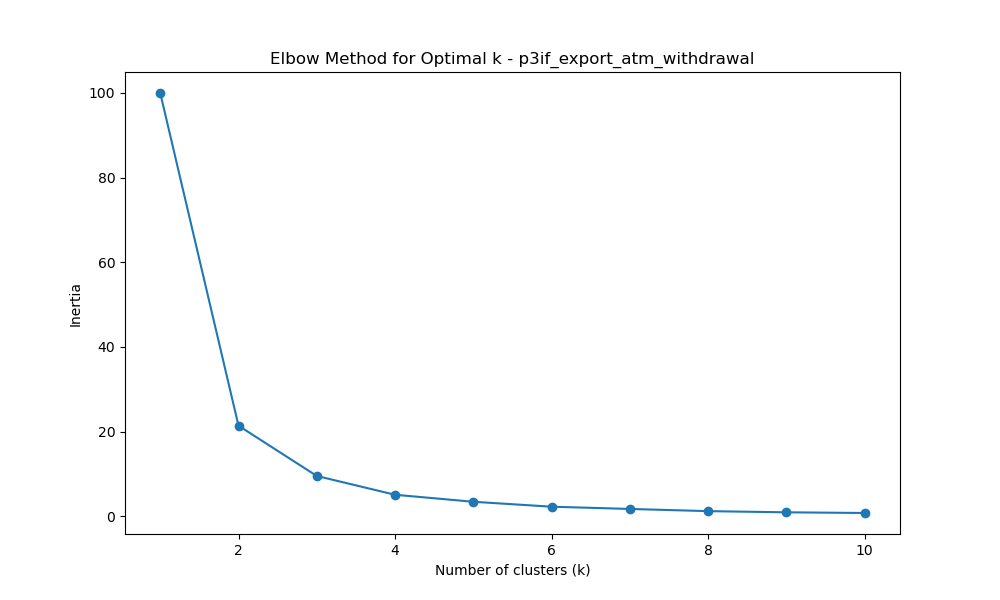 Elbow Method for Optimal k - p3if_export_atm_withdrawal
100
80
60
40
20
0
Inertia
2 4 6 8 10
Number of clusters (k)